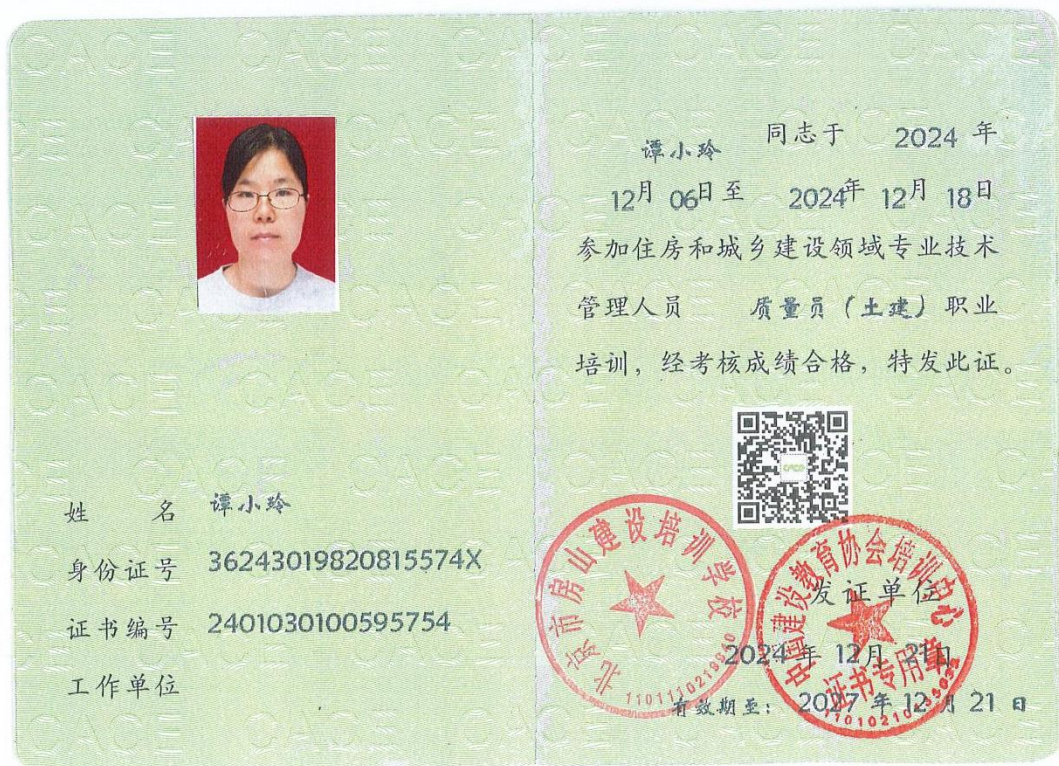 谭小玲 同志于 2024 年
12月 06日至 2024年 12月 18日
参加住房和城乡建设领域专业技术
管理人员 质量员（土建）职业
培训，经考核成绩合格，特发此证。
姓 名 谭小玲
身份证号 36243019820815574X
证书编号 2401030100595754
工作单位
CACE
北京市房山建设培训学校
中国建设教育协会培训中心
证书专用章
发证单位
2024 年 12月 21日
有效期至： 2027 年 12 月 21 日